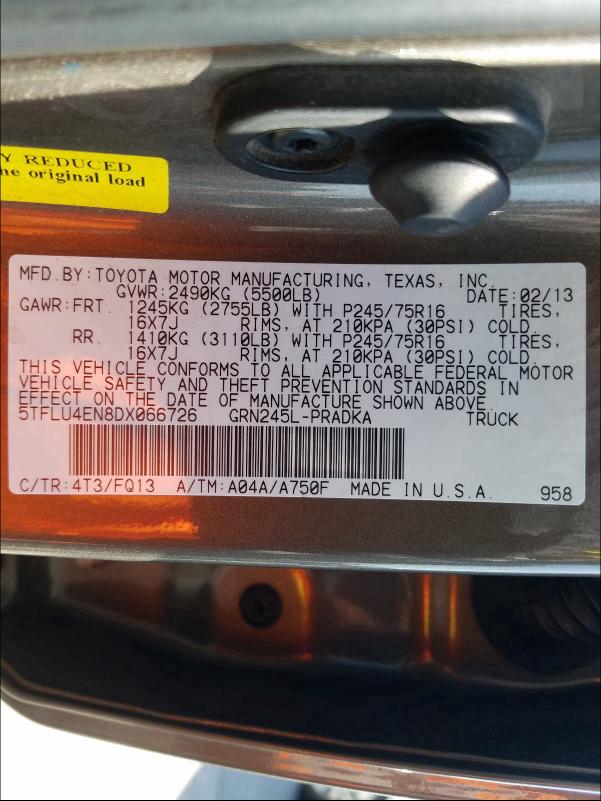 Y REDUCED
ne original load
MFD.BY:TOYOTA MOTOR MANUFACTURING, TEXAS, INC.
GVWR:2490KG (5500LB) DATE:02/13
GAWR:FRT. 1245KG (2755LB) WITH P245/75R16 TIRES,
16X7J RIMS, AT 210KPA (30PSI) COLD.
RR. 1410KG (3110LB) WITH P245/75R16 TIRES,
16X7J RIMS, AT 210KPA (30PSI) COLD.
THIS VEHICLE CONFORMS TO ALL APPLICABLE FEDERAL MOTOR
VEHICLE SAFETY AND THEFT PREVENTION STANDARDS IN
EFFECT ON THE DATE OF MANUFACTURE SHOWN ABOVE.
5TFLU4EN8DX066726 GRN245L-PRADKA TRUCK
C/TR:4T3/FQ13 A/TM:A04A/A750F MADE IN U.S.A. 958